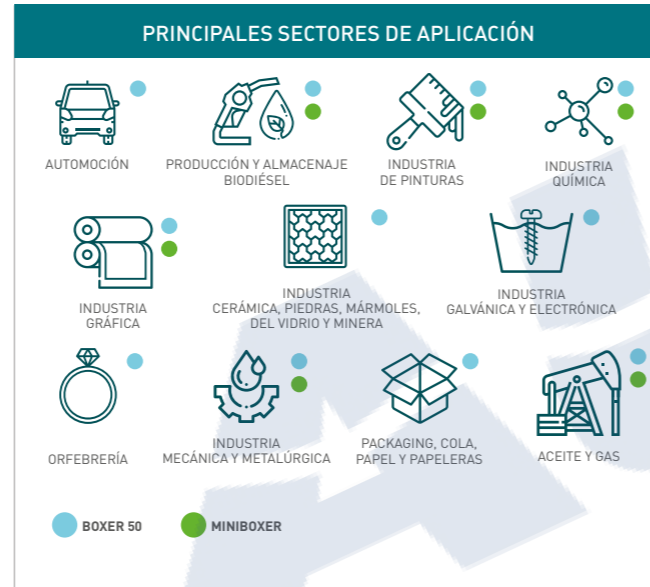 PRINCIPALES SECTORES DE APLICACIÓN
AUTOMOCIÓN
PRODUCCIÓN Y ALMACENAJE
BIODIÉSEL
INDUSTRIA
DE PINTURAS
INDUSTRIA
QUÍMICA
INDUSTRIA
GRÁFICA
INDUSTRIA
CERÁMICA, PIEDRAS, MÁRMOLES,
DEL VIDRIO Y MINERA
INDUSTRIA
GALVÁNICA Y ELECTRÓNICA
ORFEBRERÍA
INDUSTRIA
MECÁNICA Y METALÚRGICA
PACKAGING, COLA,
PAPEL Y PAPELERAS
ACEITE Y GAS
BOXER 50
MINIBOXER